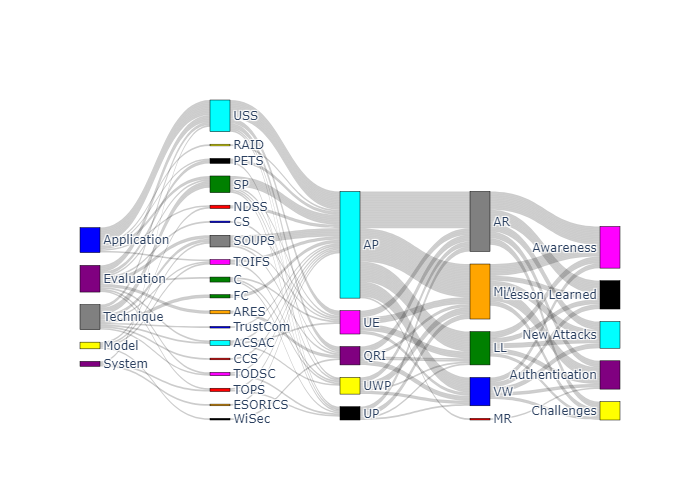 Application
Evaluation
Technique
Model
System
USS
RAID
PETS
SP
NDSS
CS
SOUPS
TOIFS
C
FC
ARES
TrustCom
ACSAC
CCS
TODSC
TOPS
ESORICS
WiSec
AP
UE
QRI
UWP
UP
AR
MW
LL
VW
MR
Awareness
Lesson Learned
New Attacks
Authentication
Challenges